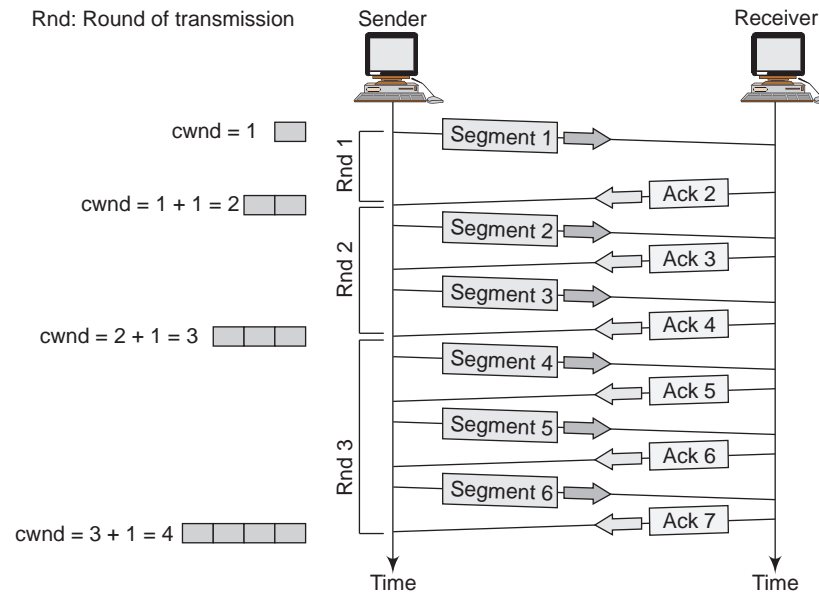 Rnd: Round of transmission
Sender
Receiver
cwnd = 1
Rnd 1
Segment 1
Ack 2
cwnd = 1 + 1 = 2
Rnd 2
Segment 2
Ack 3
Segment 3
Ack 4
cwnd = 2 + 1 = 3
Rnd 3
Segment 4
Ack 5
Segment 5
Ack 6
Segment 6
Ack 7
cwnd = 3 + 1 = 4
Time
Time